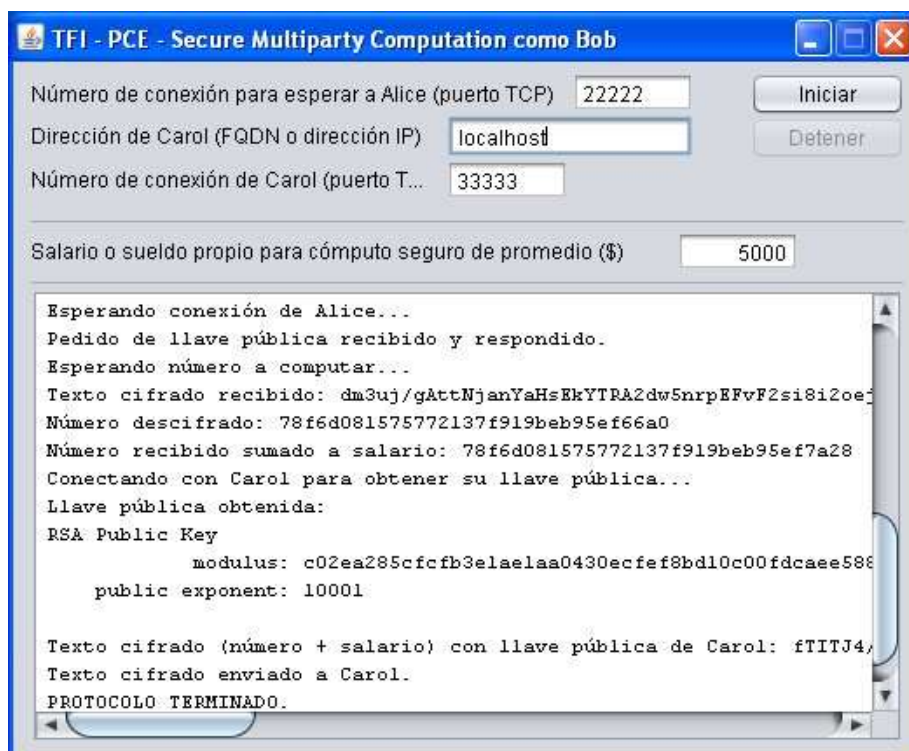 TFI - PCE - Secure Multiparty Computation como Bob
Número de conexión para esperar a Alice (puerto TCP) 22222 Iniciar
Dirección de Carol (FQDN o dirección IP) localhost Detener
Número de conexión de Carol (puerto T... 33333
Salario o sueldo propio para cómputo seguro de promedio ($) 5000
Esperando conexión de Alice...
Pedido de llave pública recibido y respondido.
Esperando número a computar...
Texto cifrado recibido: dm3uj/gAttNjanYaHsEkYTRA2dw5nrpEFvF2si8i2oej
Número descifrado: 78f6d081575772137f919beb95ef66a0
Número recibido sumado a salario: 78f6d081575772137f919beb95ef7a28
Conectando con Carol para obtener su llave pública...
Llave pública obtenida:
RSA Public Key
modulus: c02ea285cfcfb3e1ae1aa0430ecfef8bd10c00fdcaee588
public exponent: 10001
Texto cifrado (número + salario) con llave pública de Carol: fTITJ4/
Texto cifrado enviado a Carol.
PROTOCOLO TERMINADO.